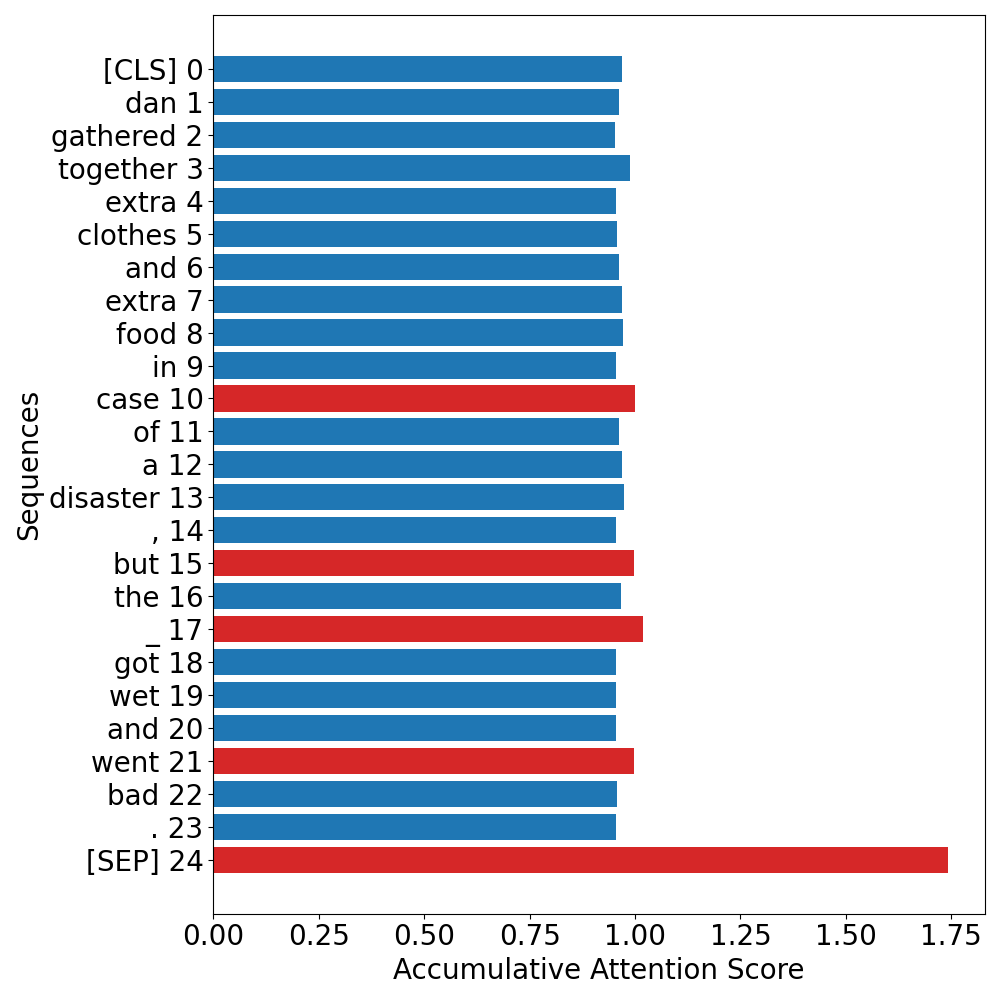 [CLS] 0
dan 1
gathered 2
together 3
extra 4
clothes 5
and 6
extra 7
food 8
in 9
case 10
of 11
a 12
disaster 13
, 14
but 15
the 16
_ 17
got 18
wet 19
and 20
went 21
bad 22
. 23
[SEP] 24
Sequences
0.00 0.25 0.50 0.75 1.00 1.25 1.50 1.75
Accumulative Attention Score